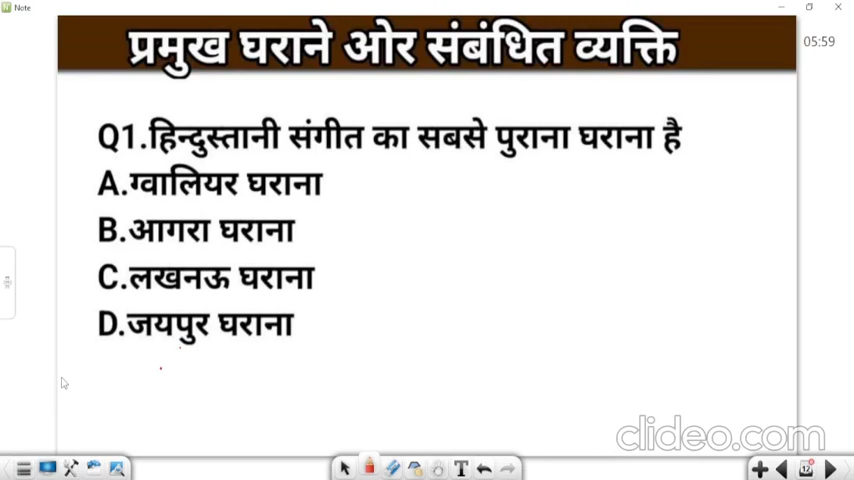 Note
05:59
प्रमुख घराने ओर संबंधित व्यक्ति
Q1.हिन्दुस्तानी संगीत का सबसे पुराना घराना है
A.ग्वालियर घराना
B.आगरा घराना
C.लखनऊ घराना
D.जयपुर घराना
clideo.com
12